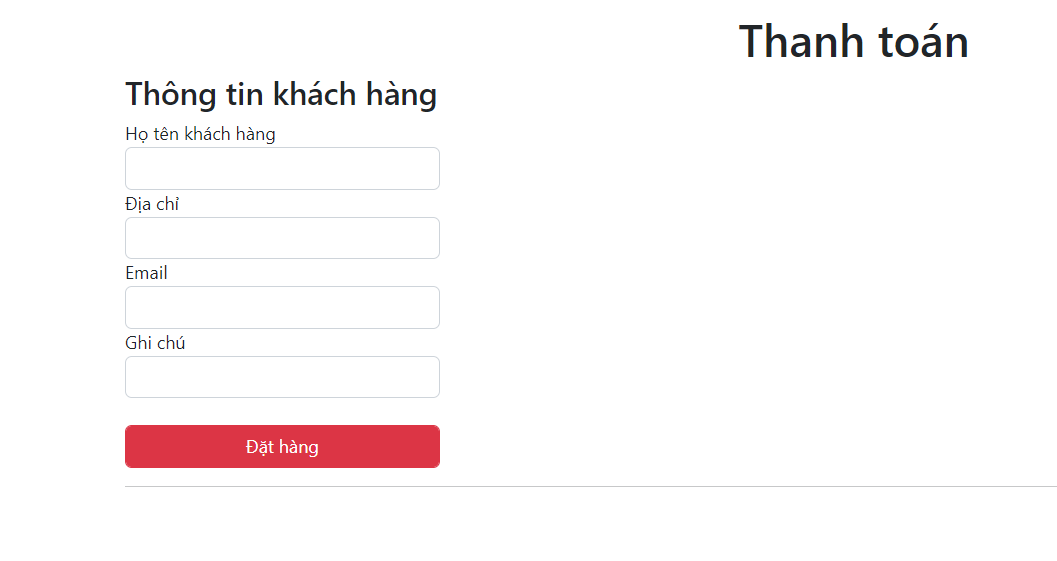 Thanh toán
Thông tin khách hàng
Họ tên khách hàng
Địa chỉ
Email
Ghi chú
Đặt hàng